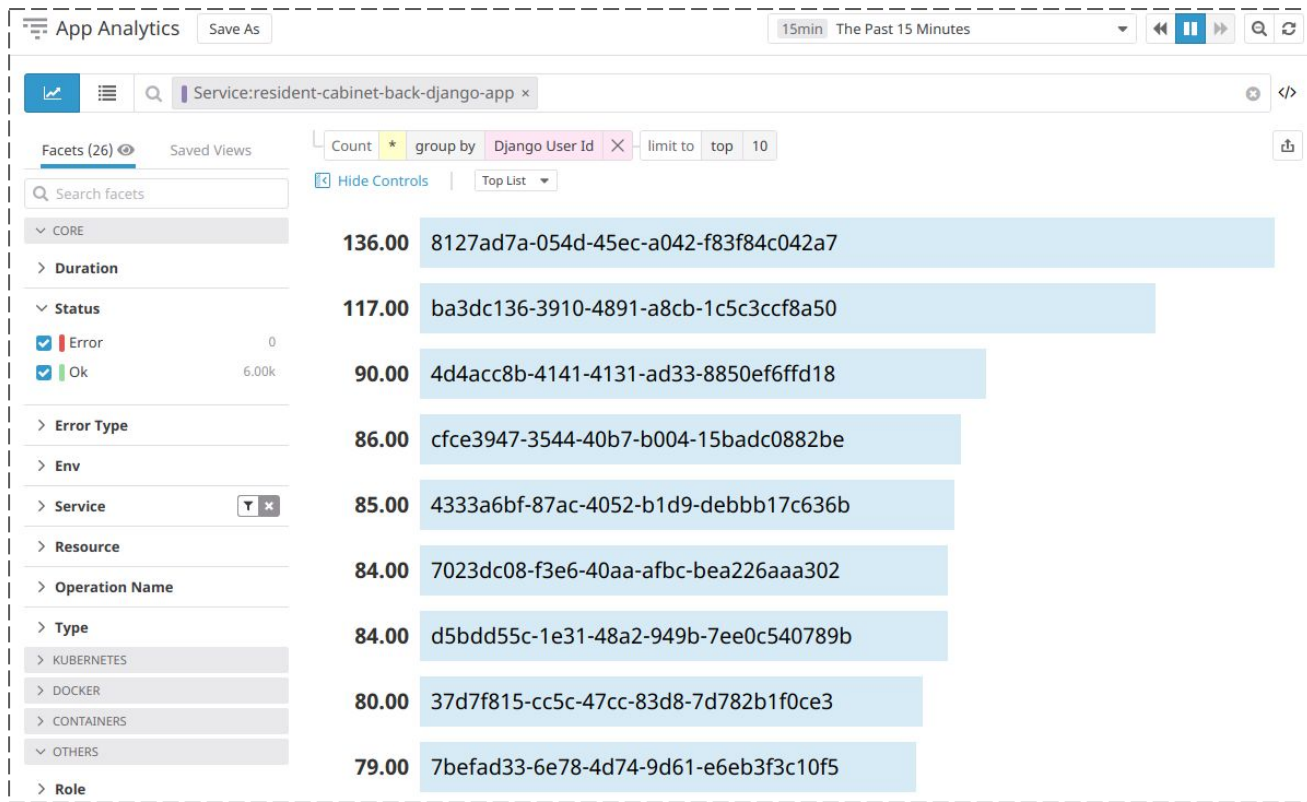 App Analytics Save As 15min The Past 15 Minutes
Service:resident-cabinet-back-django-app × </>
Facets (26) Saved Views
Search facets
CORE
Duration
Status
Error 0
Ok 6.00k
Error Type
Env
Service
Resource
Operation Name
Type
KUBERNETES
DOCKER
CONTAINERS
OTHERS
Role
Count * group by Django User Id limit to top 10
Hide Controls Top List
136.00 8127ad7a-054d-45ec-a042-f83f84c042a7
117.00 ba3dc136-3910-4891-a8cb-1c5c3ccf8a50
90.00 4d4acc8b-4141-4131-ad33-8850ef6ffd18
86.00 cfce3947-3544-40b7-b004-15badc0882be
85.00 4333a6bf-87ac-4052-b1d9-debbb17c636b
84.00 7023dc08-f3e6-40aa-afbc-bea226aaa302
84.00 d5bdd55c-1e31-48a2-949b-7ee0c540789b
80.00 37d7f815-cc5c-47cc-83d8-7d782b1f0ce3
79.00 7befad33-6e78-4d74-9d61-e6eb3f3c10f5